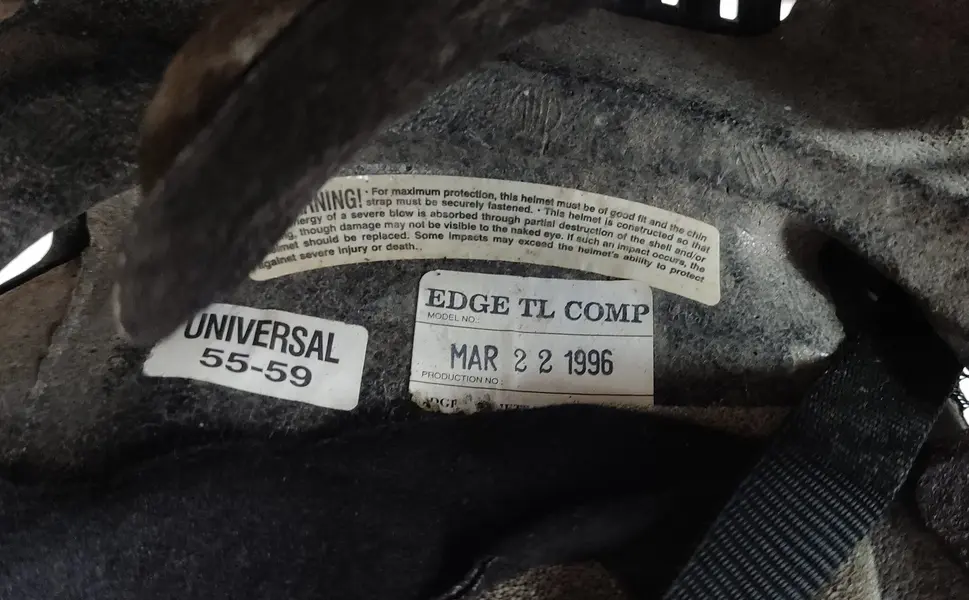 RNING! · For maximum protection, this helmet must be of good fit and the chin
strap must be securely fastened. · This helmet is constructed so that
nergy of a severe blow is absorbed through partial destruction of the shell and/or
ng, though damage may not be visible to the naked eye. If such an impact occurs, the
met should be replaced. Some impacts may exceed the helmet's ability to protect
against severe injury or death..
UNIVERSAL
55-59
EDGE TL COMP
MODEL NO.:
MAR 22 1996
PRODUCTION NO.: